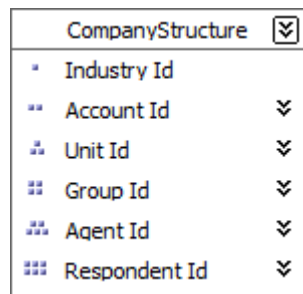 CompanyStructure
Industry Id
Account Id
Unit Id
Group Id
Agent Id
Respondent Id